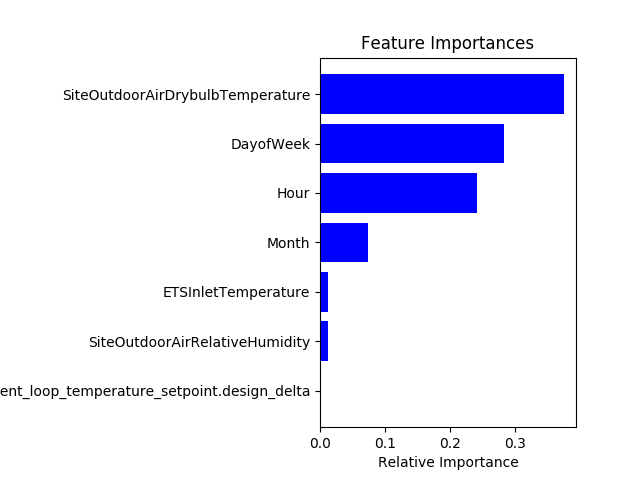 Feature Importances
SiteOutdoorAirDrybulbTemperature
DayofWeek
Hour
Month
ETSInletTemperature
SiteOutdoorAirRelativeHumidity
ent_loop_temperature_setpoint.design_delta
0.0 0.1 0.2 0.3
Relative Importance